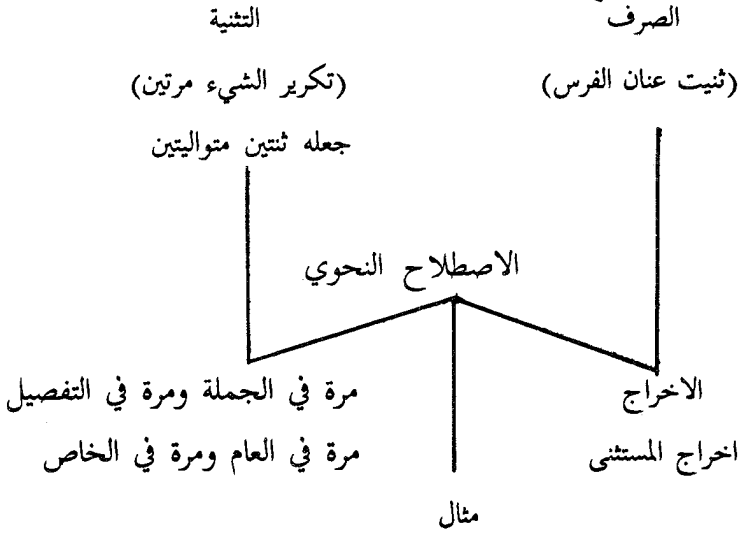 الصرف
التثنية
(ثنيت عنان الفرس)
(تكرير الشيء مرتين)
جعله ثنتين متواليتين
الاصطلاح النحوي
الاخراج
مرة في الجملة ومرة في التفصيل
اخراج المستثنى
مرة في العام ومرة في الخاص
مثال